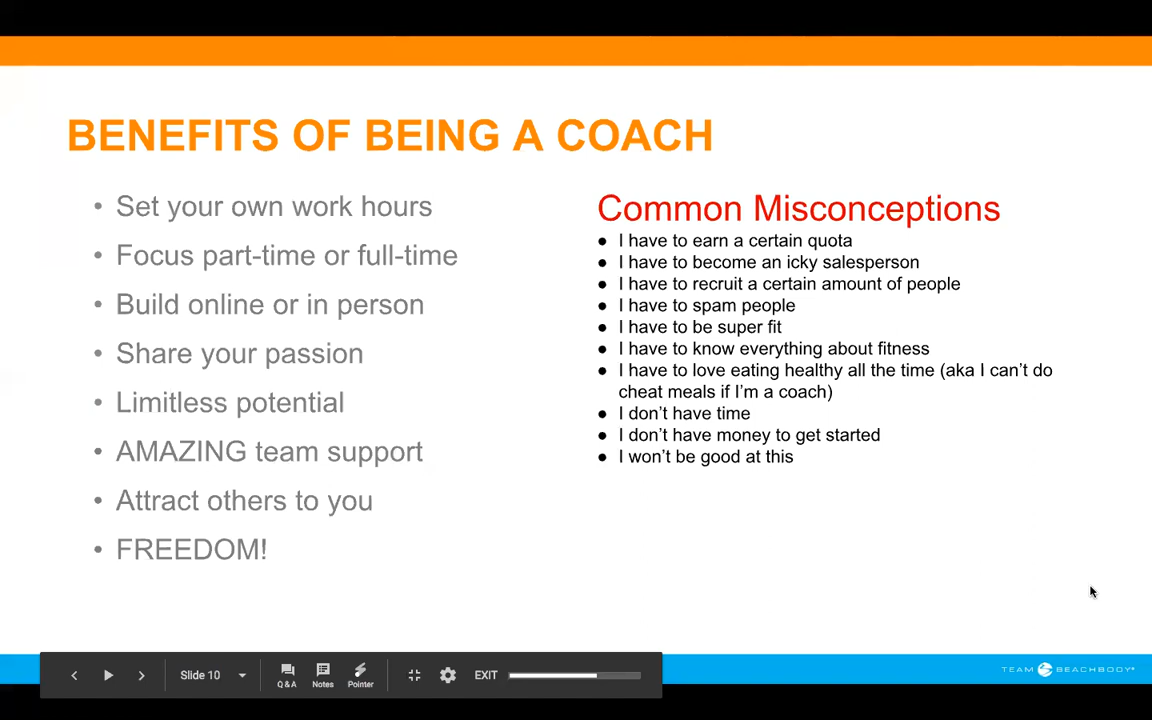 BENEFITS OF BEING A COACH
• Set your own work hours
• Focus part-time or full-time
• Build online or in person
• Share your passion
• Limitless potential
• AMAZING team support
• Attract others to you
• FREEDOM!
Common Misconceptions
● I have to earn a certain quota
● I have to become an icky salesperson
● I have to recruit a certain amount of people
● I have to spam people
● I have to be super fit
● I have to know everything about fitness
● I have to love eating healthy all the time (aka I can't do
cheat meals if I'm a coach)
● I don't have time
● I don't have money to get started
● I won't be good at this
Slide 10
Q&A
Notes
Pointer
EXIT
TEAM BEACHBODY®